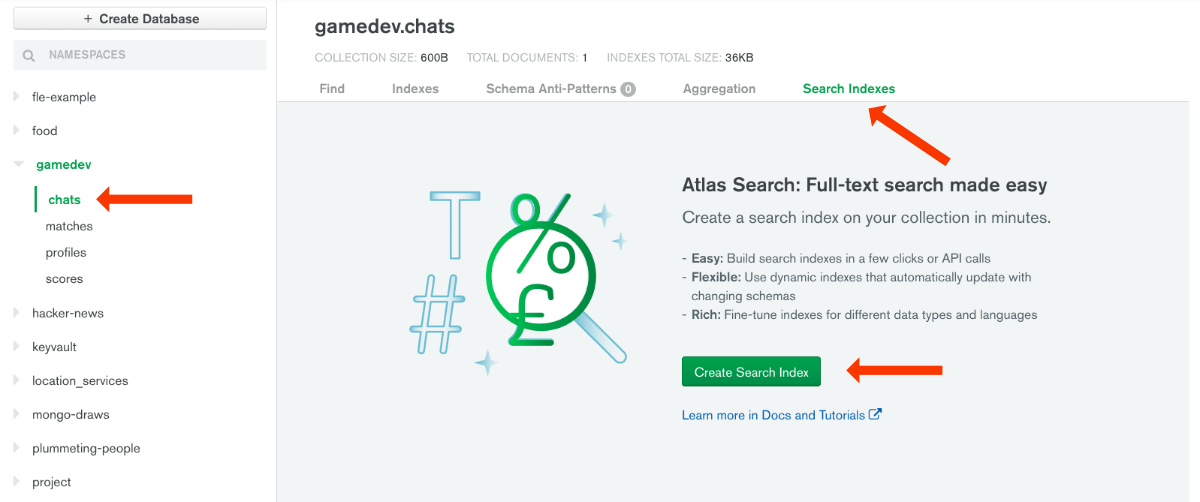 + Create Database
NAMESPACES
fle-example
food
gamedev
chats
matches
profiles
scores
hacker-news
keyvault
location_services
mongo-draws
plummeting-people
project
gamedev.chats
COLLECTION SIZE: 600B TOTAL DOCUMENTS: 1 INDEXES TOTAL SIZE: 36KB
Find Indexes Schema Anti-Patterns 0 Aggregation Search Indexes
T
%
#
£
Atlas Search: Full-text search made easy
Create a search index on your collection in minutes.
- Easy: Build search indexes in a few clicks or API calls
- Flexible: Use dynamic indexes that automatically update with
changing schemas
- Rich: Fine-tune indexes for different data types and languages
Create Search Index
Learn more in Docs and Tutorials